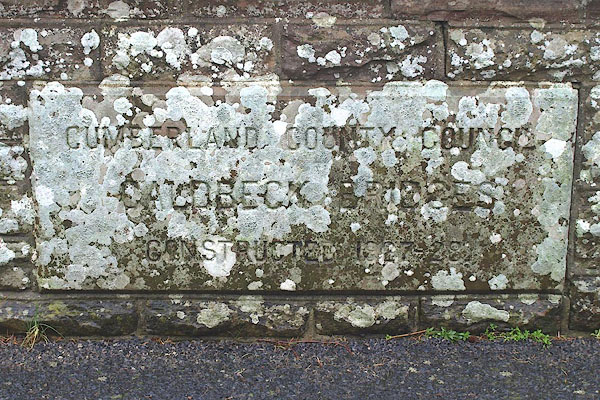 CUMBERLAND COUNTY COUNCIL
CALDBECK BRIDGES
CONSTRUCTED 1927-28